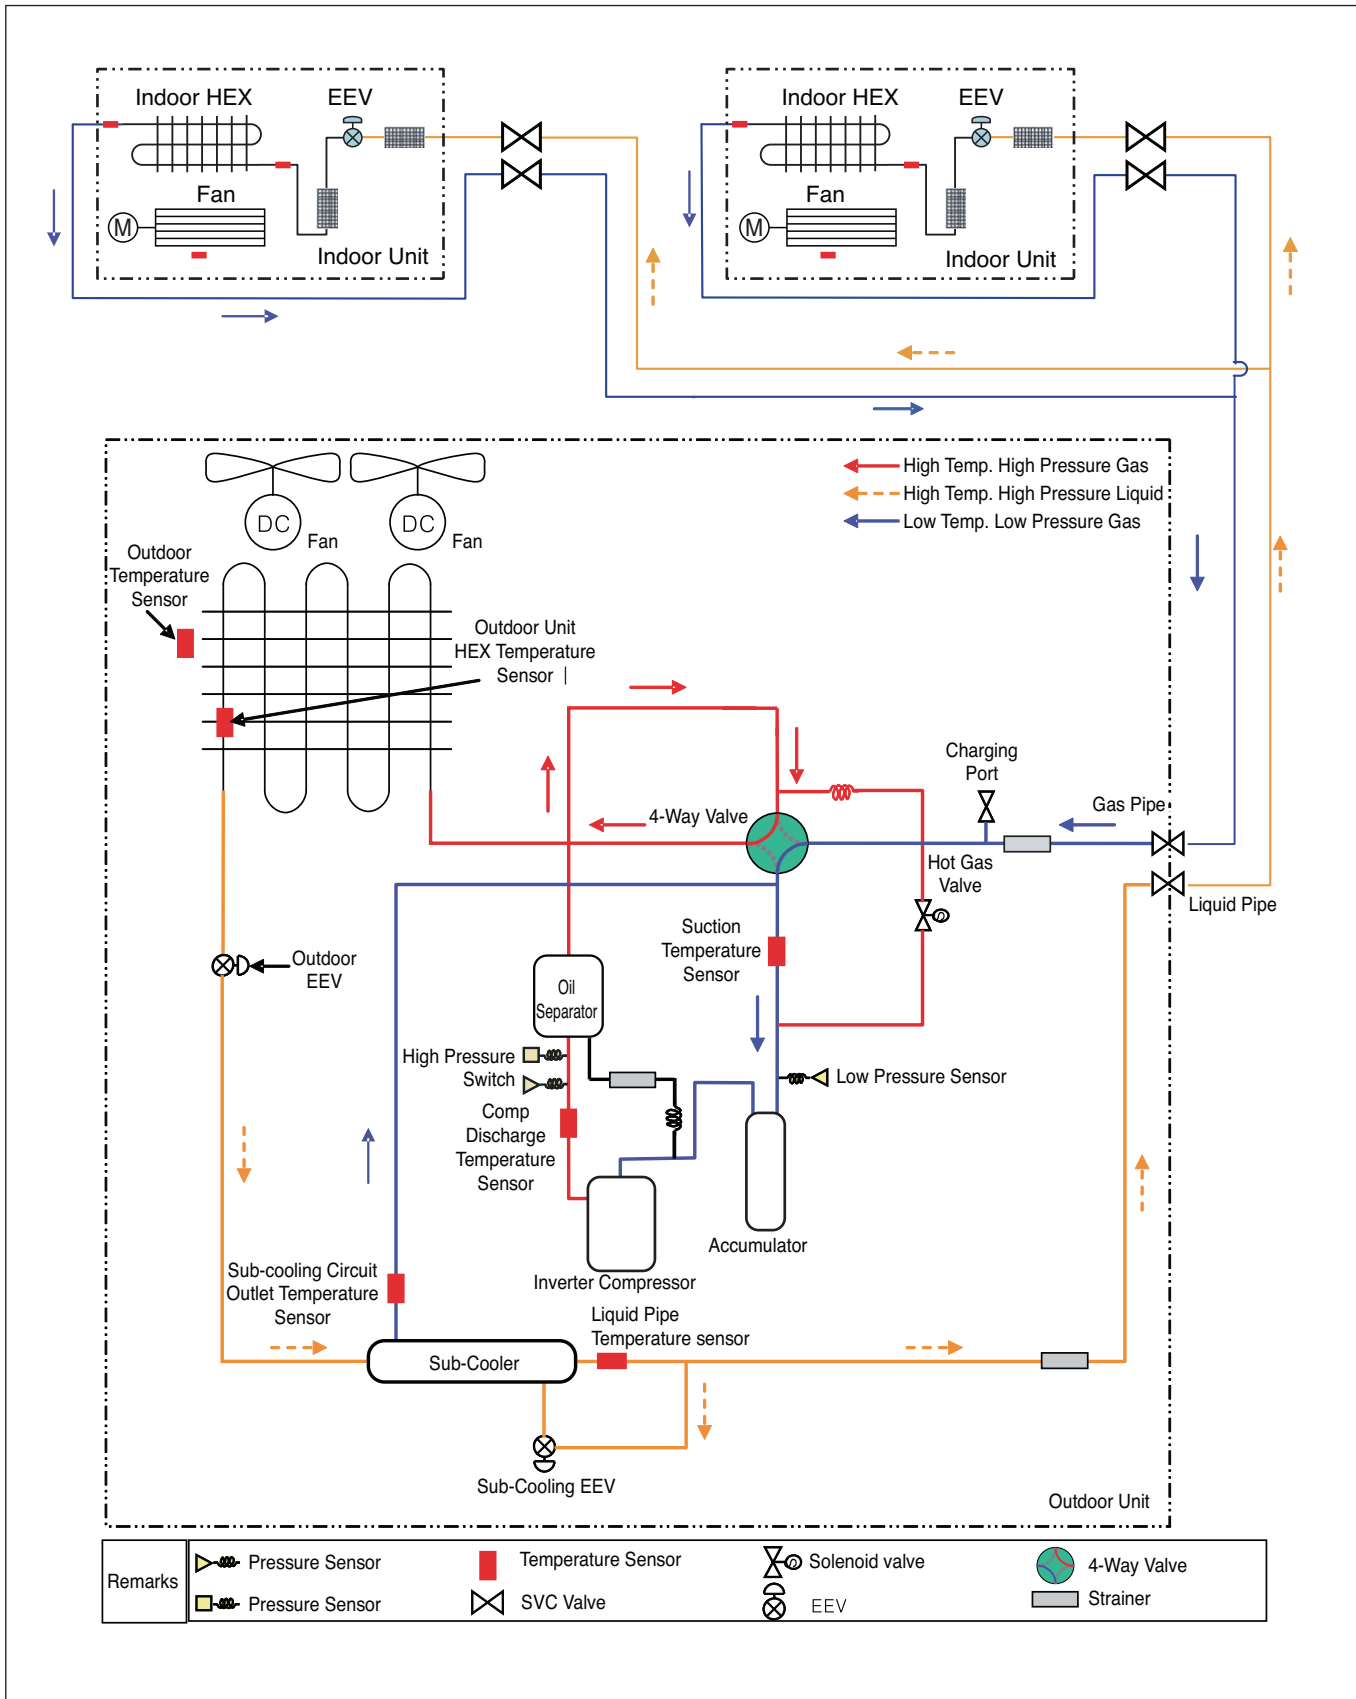 Indoor HEX
EEV
Fan
M
Indoor Unit
Indoor HEX
EEV
Fan
M
Indoor Unit
High Temp. High Pressure Gas
High Temp. High Pressure Liquid
Low Temp. Low Pressure Gas
DC
Fan
DC
Fan
Outdoor
Temperature
Sensor
Outdoor Unit
HEX Temperature
Sensor
4-Way Valve
Charging
Port
Gas Pipe
Hot Gas
Valve
Liquid Pipe
Suction
Temperature
Sensor
Outdoor
EEV
Oil
Separator
High Pressure
Switch
Low Pressure Sensor
Comp
Discharge
Temperature
Sensor
Accumulator
Inverter Compressor
Sub-cooling Circuit
Outlet Temperature
Sensor
Liquid Pipe
Temperature sensor
Sub-Cooler
Sub-Cooling EEV
Outdoor Unit
Remarks
Pressure Sensor
Temperature Sensor
Solenoid valve
4-Way Valve
Pressure Sensor
SVC Valve
EEV
Strainer